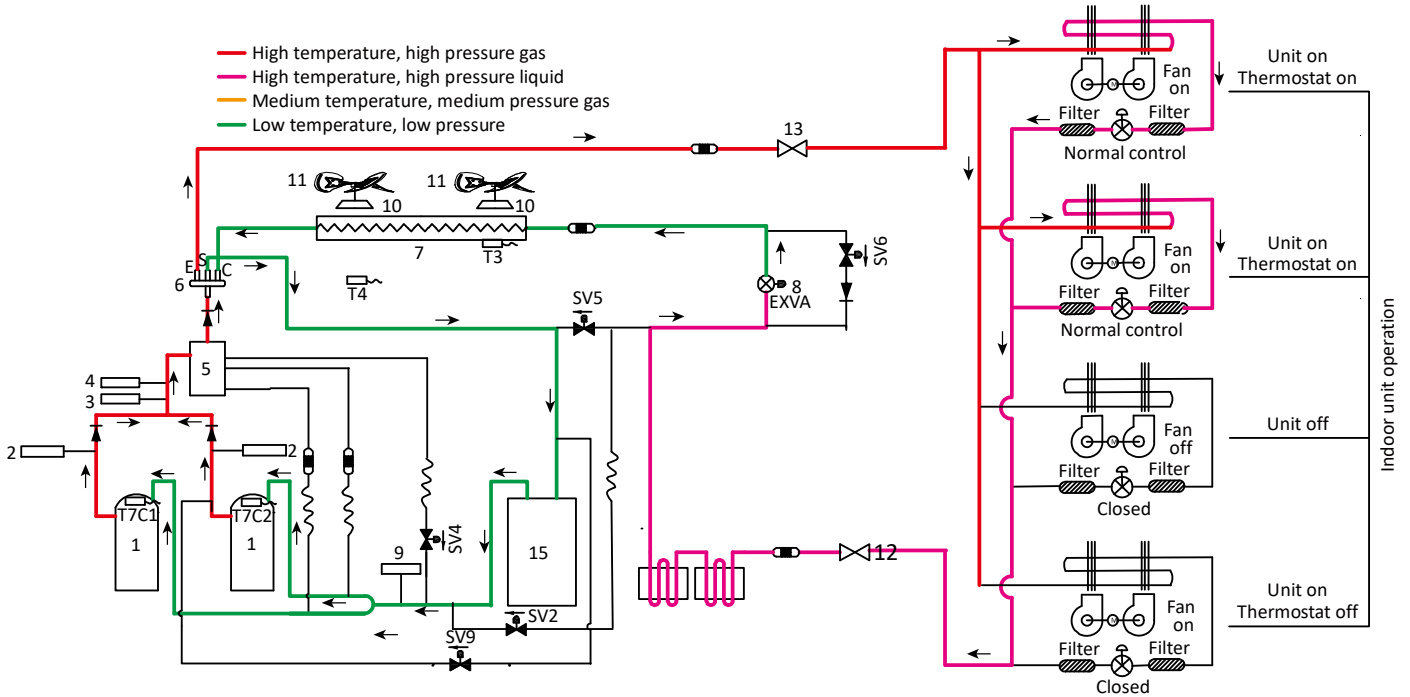 High temperature, high pressure gas
High temperature, high pressure liquid
Medium temperature, medium pressure gas
Low temperature, low pressure
13
11
11
10
10
7
T3
T4
E
S
C
6
SV6
8
EXVA
SV5
5
4
3
2
2
T7C1
T7C2
1
1
9
SV4
15
SV2
SV9
12
Fan
on
M
Filter
Filter
Normal control
Unit on
Thermostat on
Fan
on
M
Filter
Filter
Normal control
Unit on
Thermostat on
Fan
off
M
Filter
Filter
Closed
Unit off
Fan
on
M
Filter
Filter
Closed
Unit on
Thermostat off
Indoor unit operation